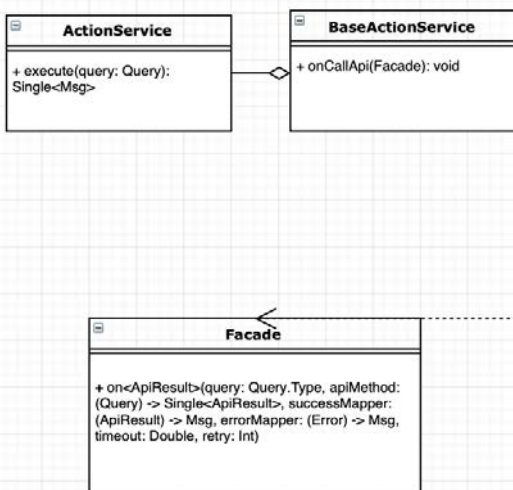 ActionService
+ execute(query: Query):
Single<Msg>
BaseActionService
+ onCallApi(Facade): void
Facade
+ on<ApiResult>(query: Query.Type, apiMethod:
(Query) -> Single<ApiResult>, successMapper:
(ApiResult) -> Msg, errorMapper: (Error) -> Msg,
timeout: Double, retry: Int)